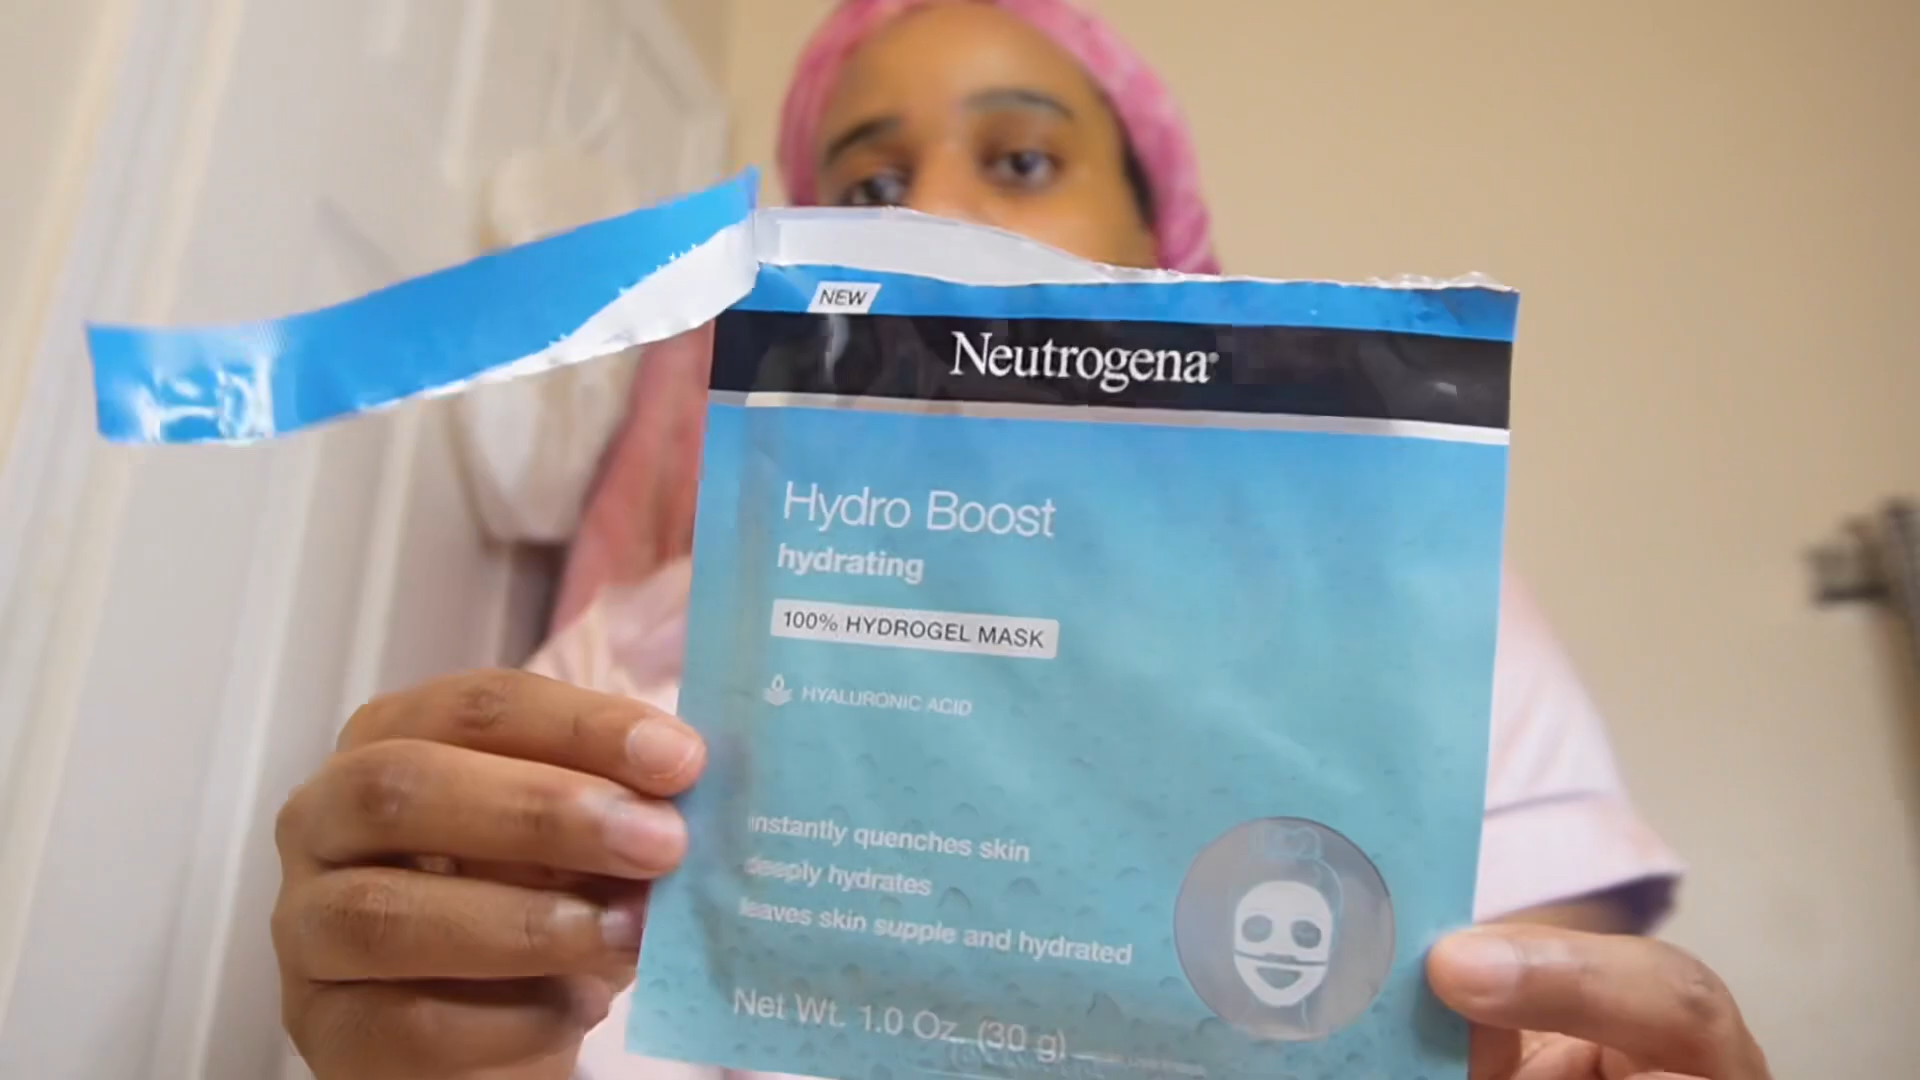 NEW
Neutrogena®
Hydro Boost
hydrating
100% HYDROGEL MASK
HYALURONIC ACID
instantly quenches skin
deeply hydrates
leaves skin supple and hydrated
Net Wt. 1.0 Oz. (30 g)